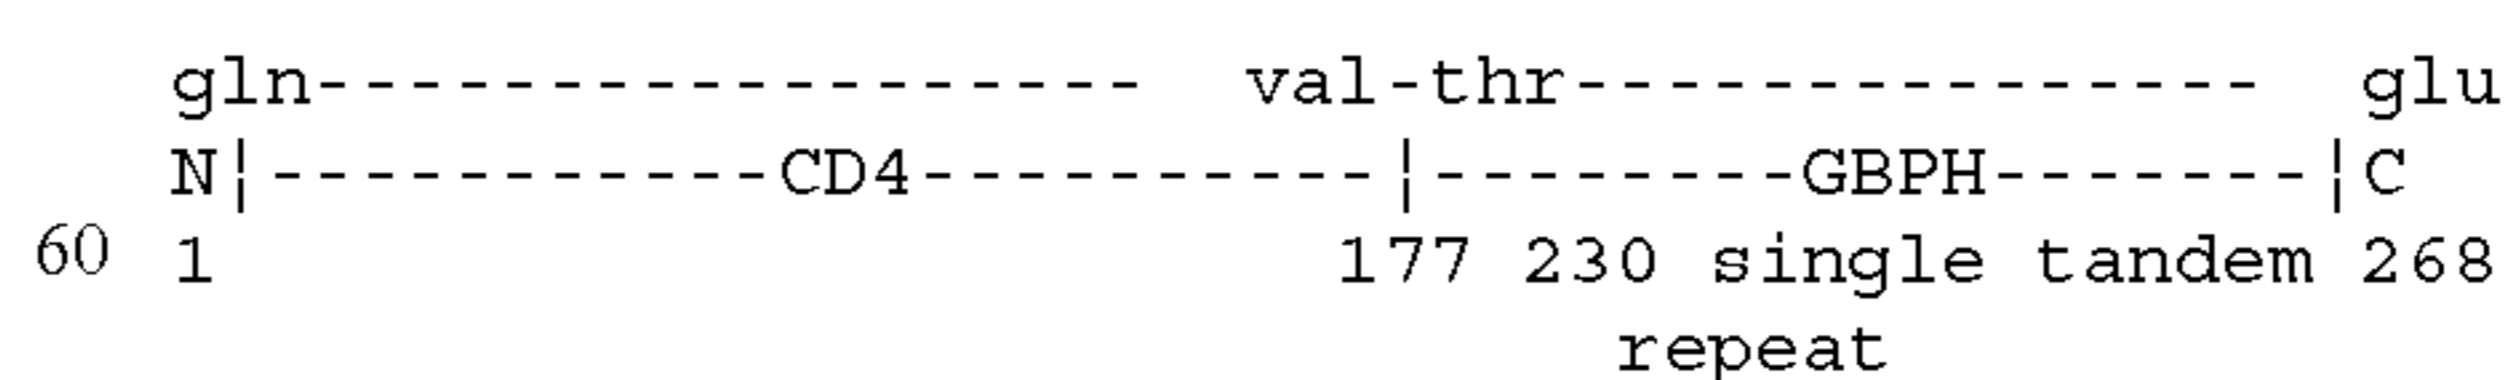 gln------------------ val-thr--------------- glu
N¦-----------CD4----------¦--------GBPH-------¦C
60 1 177 230 single tandem 268
repeat